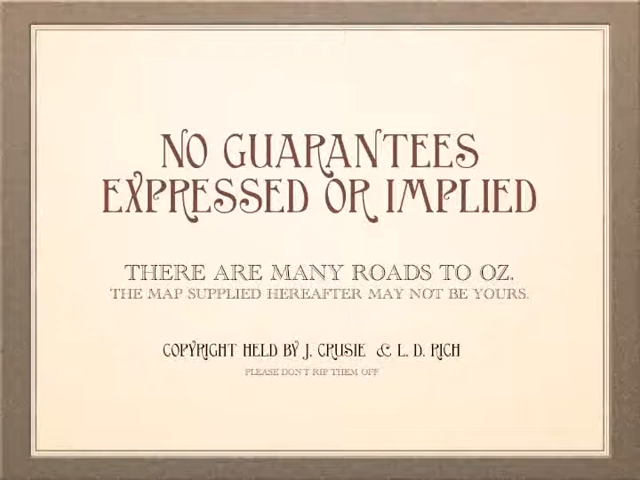 NO GUARANTEES
EXPRESSED OR IMPLIED
THERE ARE MANY ROADS TO OZ.
THE MAP SUPPLIED HEREAFTER MAY NOT BE YOURS.
COPYRIGHT HELD BY J. CRUSIE & L. D. RICH
PLEASE DON'T RIP THEM OFF